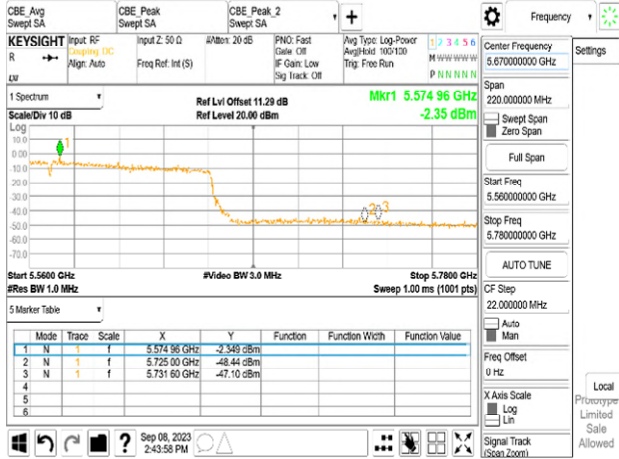 CBE_Avg
Swept SA
CBE_Peak
Swept SA
CBE_Peak_2
Swept SA
Frequency
Settings
KEYSIGHT
R
Input: RF
Coupling: DC
Align: Auto
Input Z: 50 Ω
Freq Ref: Int (S)
#Atten: 20 dB
PNO: Fast
Gate: Off
IF Gain: Low
Sig Track: Off
Avg Type: Log-Power
Avg|Hold: 100/100
Trig: Free Run
1 2 3 4 5 6
M W W W W W
P N N N N N
1 Spectrum
Scale/Div 10 dB
Ref Lvl Offset 11.29 dB
Ref Level 20.00 dBm
Mkr1 5.574 96 GHz
-2.35 dBm
Log
10.0
0.00
-10.0
-20.0
-30.0
-40.0
-50.0
-60.0
-70.0
1
2
3
Start 5.5600 GHz
#Res BW 1.0 MHz
#Video BW 3.0 MHz
Stop 5.7800 GHz
Sweep 1.00 ms (1001 pts)
5 Marker Table
Mode Trace Scale X Y Function Function Width Function Value
1 N 1 f 5.574 96 GHz -2.349 dBm
2 N 1 f 5.725 00 GHz -48.44 dBm
3 N 1 f 5.731 60 GHz -47.10 dBm
4
5
6
Sep 08, 2023
2:43:58 PM
Center Frequency
5.670000000 GHz
Span
220.000000 MHz
Swept Span
Zero Span
Full Span
Start Freq
5.560000000 GHz
Stop Freq
5.780000000 GHz
AUTO TUNE
CF Step
22.000000 MHz
Auto
Man
Freq Offset
0 Hz
X Axis Scale
Log
Lin
Signal Track
(Span Zoom)
Local
Prototype
Limited
Sale
Allowed